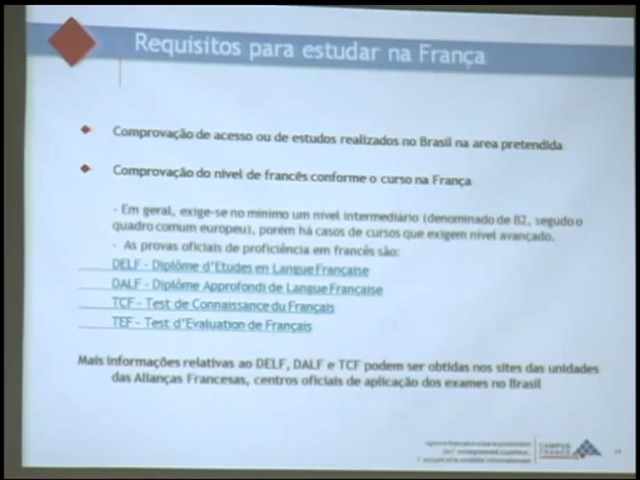 Requisitos para estudar na França
Comprovação de acesso ou de estudos realizados no Brasil na area pretendida
Comprovação do nivel de francês conforme o curso na França
- Em geral, exige-se no mínimo um nível intermediário (denominado de B2, segudo o
quadro comum europeu), porém há casos de cursos que exigem nível avançado.
- As provas oficiais de proficiência em francês são:
DELF - Diplôme d'Etudes en Langue Française
DALF - Diplôme Approfondi de Langue Française
TCF - Test de Connaissance du Français
TEF - Test d'Evaluation de Français
Mais informações relativas ao DELF, DALF e TCF podem ser obtidas nos sites das unidades
das Alianças Francesas, centros oficiais de aplicação dos exames no Brasil
CAMPUS
FRANCE